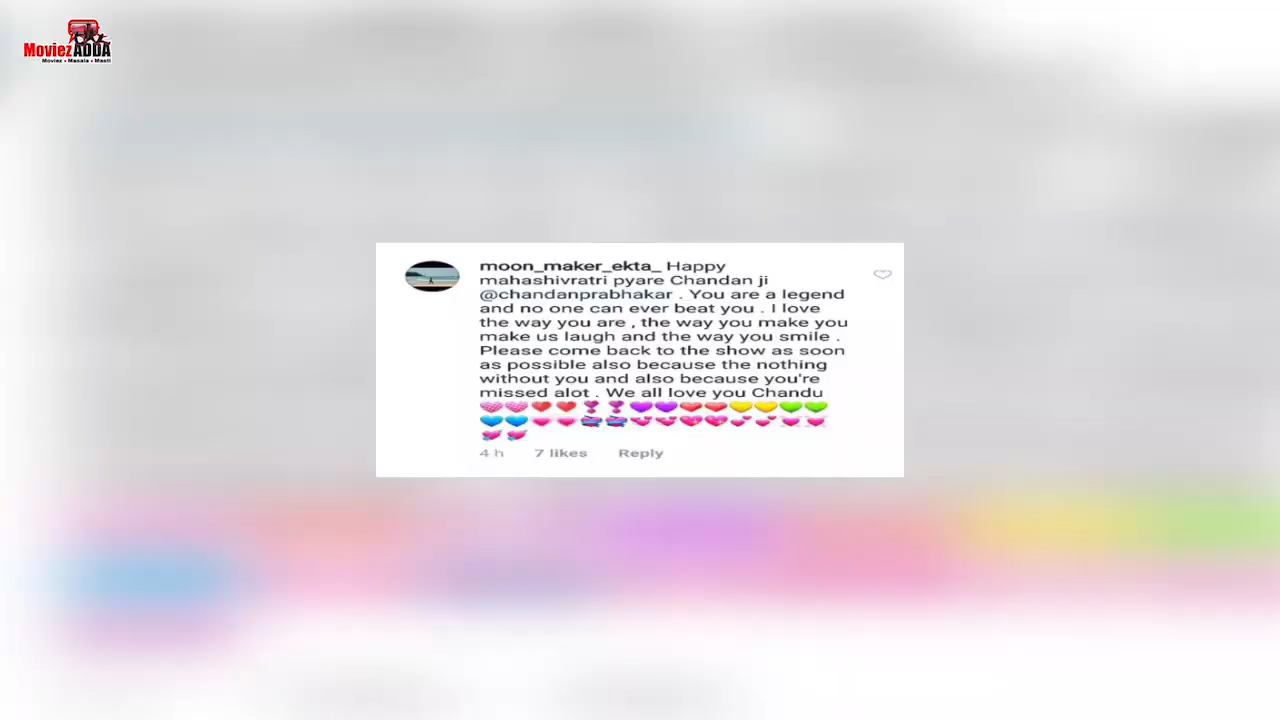 MoviezADDA
Moviez • Masala • Masti
moon_maker_ekta_ Happy
mahashivratri pyare Chandan ji
@chandanprabhakar . You are a legend
and no one can ever beat you . I love
the way you are , the way you make you
make us laugh and the way you smile .
Please come back to the show as soon
as possible also because the nothing
without you and also because you're
missed alot . We all love you Chandu
4 h 7 likes Reply